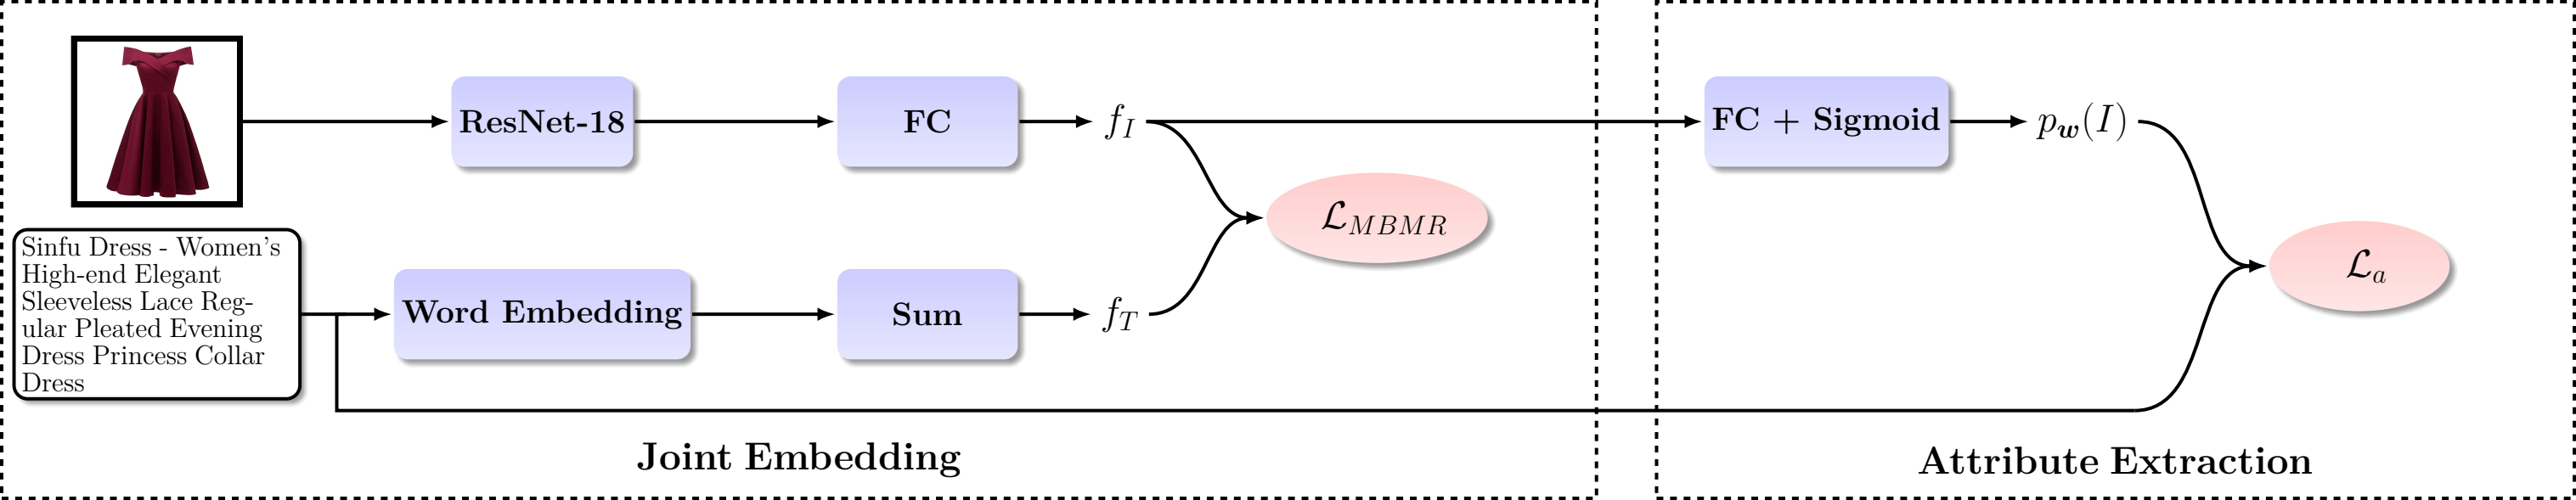 ResNet-18
FC
f_I
FC + Sigmoid
p_w(I)
Sinfu Dress - Women's
High-end Elegant
Sleeveless Lace Reg-
ular Pleated Evening
Dress Princess Collar
Dress
Word Embedding
Sum
f_T
ℒ_MBMR
ℒ_a
Joint Embedding
Attribute Extraction